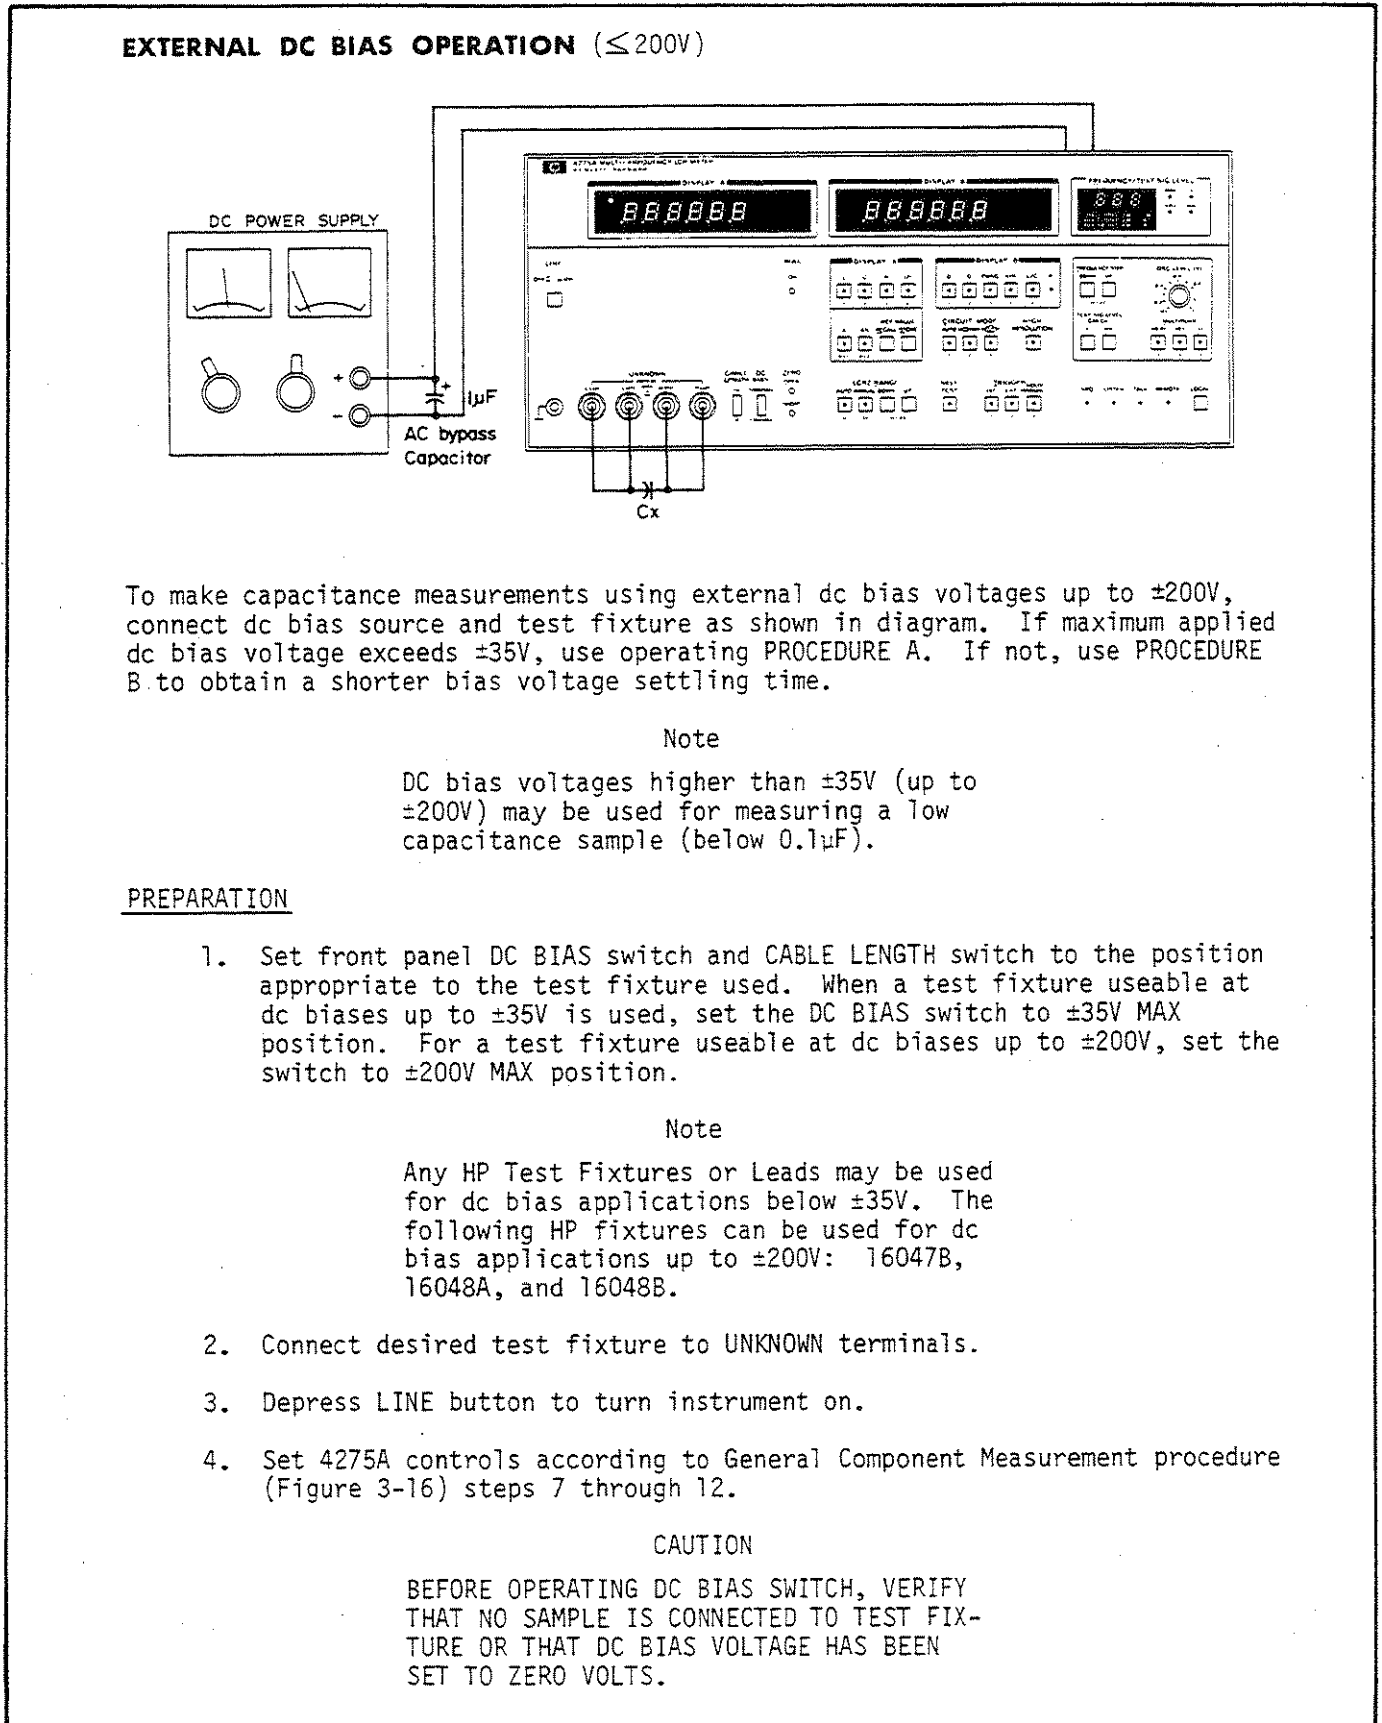 EXTERNAL DC BIAS OPERATION (≤200V)
DISPLAY A
DISPLAY B
DC POWER SUPPLY
888888
888888
888
UNKNOWN
+
+
1µF
−
AC bypass
Capacitor
Cx
To make capacitance measurements using external dc bias voltages up to ±200V,
connect dc bias source and test fixture as shown in diagram. If maximum applied
dc bias voltage exceeds ±35V, use operating PROCEDURE A. If not, use PROCEDURE
B to obtain a shorter bias voltage settling time.
Note
DC bias voltages higher than ±35V (up to
±200V) may be used for measuring a low
capacitance sample (below 0.1µF).
PREPARATION
1. Set front panel DC BIAS switch and CABLE LENGTH switch to the position
appropriate to the test fixture used. When a test fixture useable at
dc biases up to ±35V is used, set the DC BIAS switch to ±35V MAX
position. For a test fixture useable at dc biases up to ±200V, set the
switch to ±200V MAX position.
Note
Any HP Test Fixtures or Leads may be used
for dc bias applications below ±35V. The
following HP fixtures can be used for dc
bias applications up to ±200V: 16047B,
16048A, and 16048B.
2. Connect desired test fixture to UNKNOWN terminals.
3. Depress LINE button to turn instrument on.
4. Set 4275A controls according to General Component Measurement procedure
(Figure 3-16) steps 7 through 12.
CAUTION
BEFORE OPERATING DC BIAS SWITCH, VERIFY
THAT NO SAMPLE IS CONNECTED TO TEST FIX-
TURE OR THAT DC BIAS VOLTAGE HAS BEEN
SET TO ZERO VOLTS.